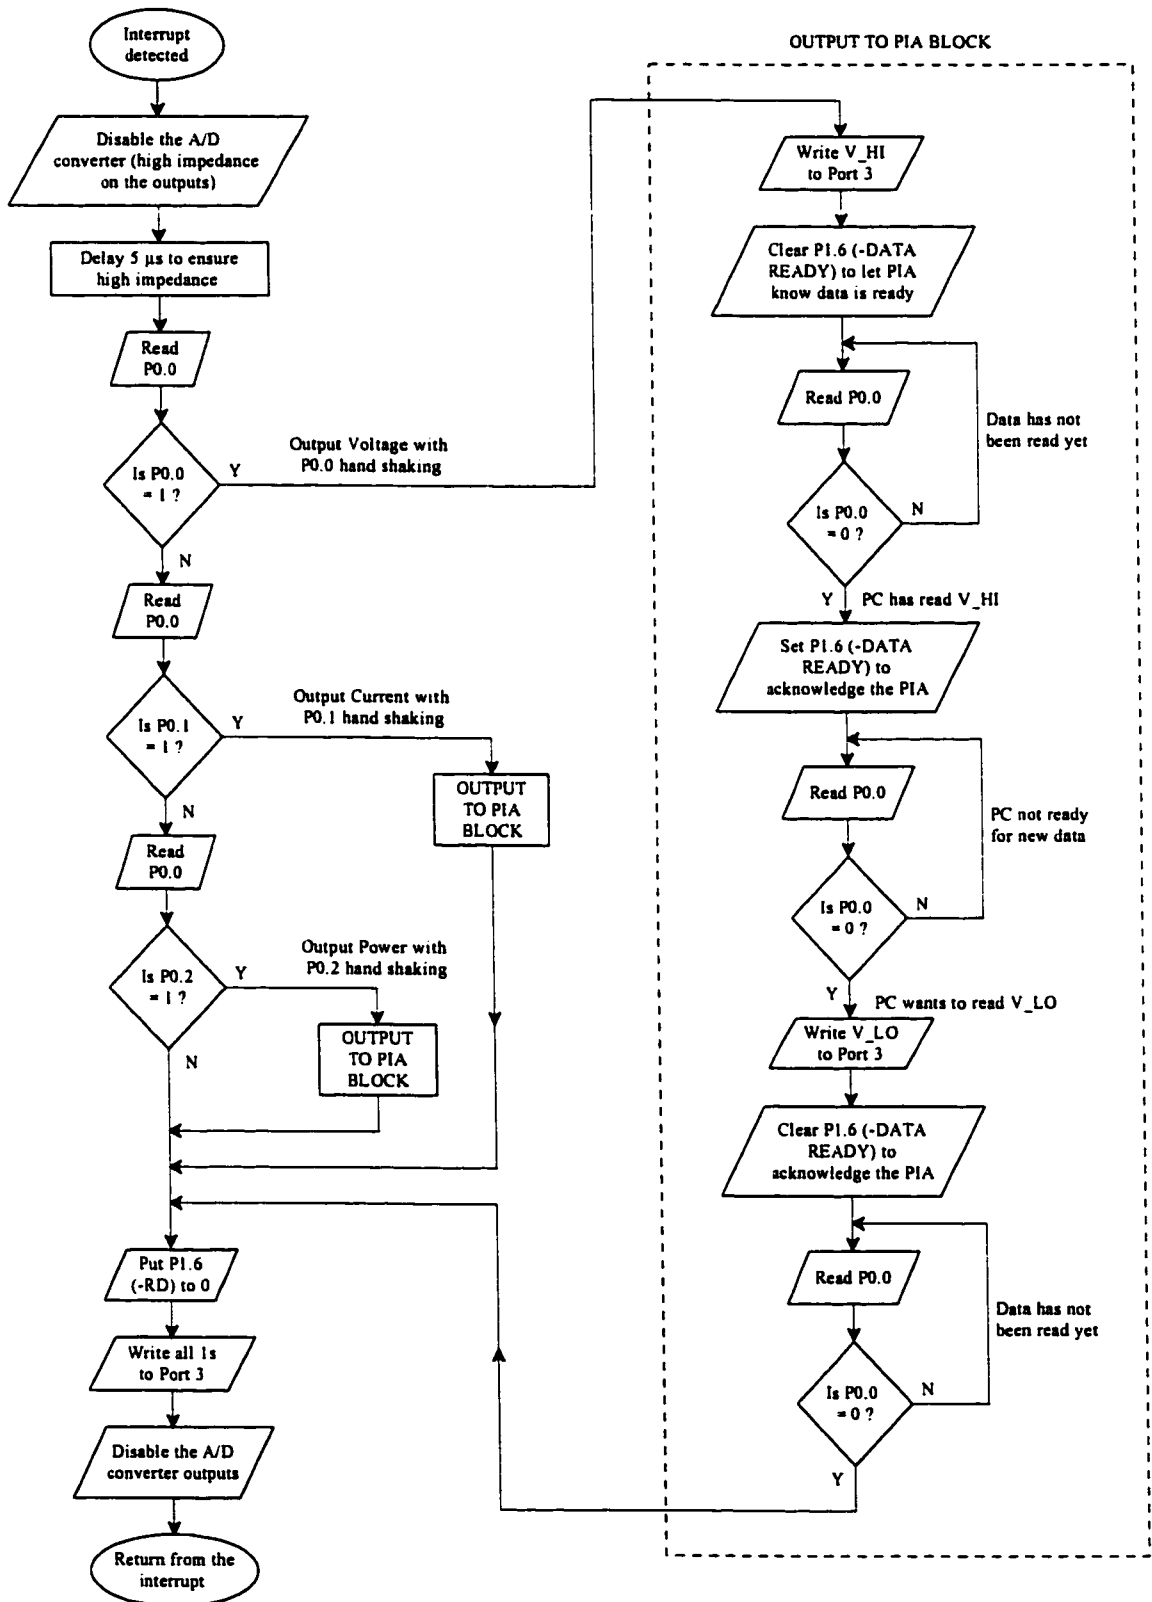 Interrupt
detected
Disable the A/D
converter (high impedance
on the outputs)
Delay 5 µs to ensure
high impedance
Read
P0.0
Is P0.0
= 1 ?
Y
Output Voltage with
P0.0 hand shaking
N
Read
P0.0
Is P0.1
= 1 ?
Y
Output Current with
P0.1 hand shaking
OUTPUT
TO PIA
BLOCK
N
Read
P0.0
Is P0.2
= 1 ?
Y
Output Power with
P0.2 hand shaking
OUTPUT
TO PIA
BLOCK
N
Put P1.6
(-RD) to 0
Write all 1s
to Port 3
Disable the A/D
converter outputs
Return from the
interrupt
OUTPUT TO PIA BLOCK
Write V_HI
to Port 3
Clear P1.6 (-DATA
READY) to let PIA
know data is ready
Read P0.0
Data has not
been read yet
Is P0.0
= 0 ?
N
Y
PC has read V_HI
Set P1.6 (-DATA
READY) to
acknowledge the PIA
Read P0.0
PC not ready
for new data
Is P0.0
= 0 ?
N
Y
PC wants to read V_LO
Write V_LO
to Port 3
Clear P1.6 (-DATA
READY) to
acknowledge the PIA
Read P0.0
Data has not
been read yet
Is P0.0
= 0 ?
N
Y